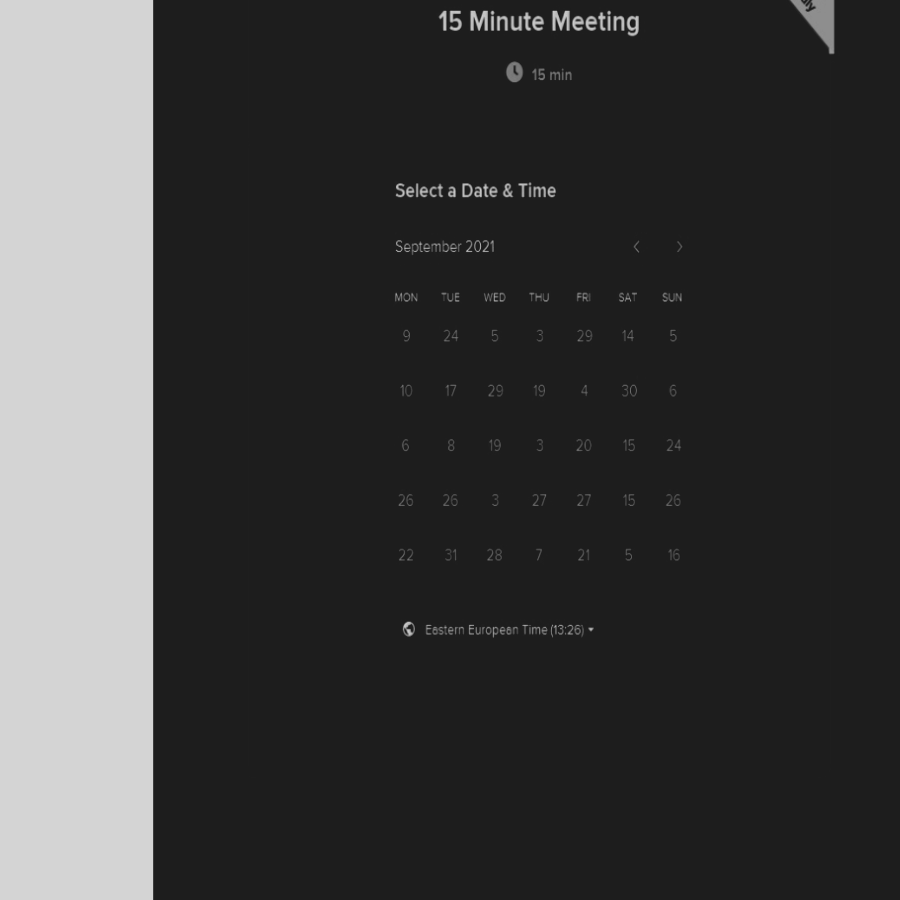 15 Minute Meeting
15 min
Select a Date & Time
September 2021
MON TUE WED THU FRI SAT SUN
9 24 5 3 29 14 5
10 17 29 19 4 30 6
6 8 19 3 20 15 24
26 26 3 27 27 15 26
22 31 28 7 21 5 16
Eastern European Time (13:26)